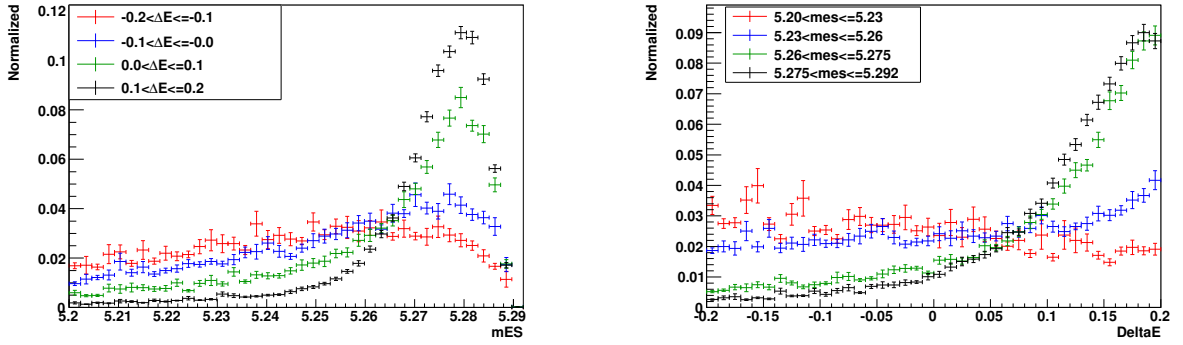 Normalized
-0.2<ΔE<=-0.1
-0.1<ΔE<=-0.0
0.0<ΔE<=0.1
0.1<ΔE<=0.2
0.12
0.1
0.08
0.06
0.04
0.02
0
5.2 5.21 5.22 5.23 5.24 5.25 5.26 5.27 5.28 5.29
mES
Normalized
5.20<mes<=5.23
5.23<mes<=5.26
5.26<mes<=5.275
5.275<mes<=5.292
0.09
0.08
0.07
0.06
0.05
0.04
0.03
0.02
0.01
0
-0.2 -0.15 -0.1 -0.05 0 0.05 0.1 0.15 0.2
DeltaE